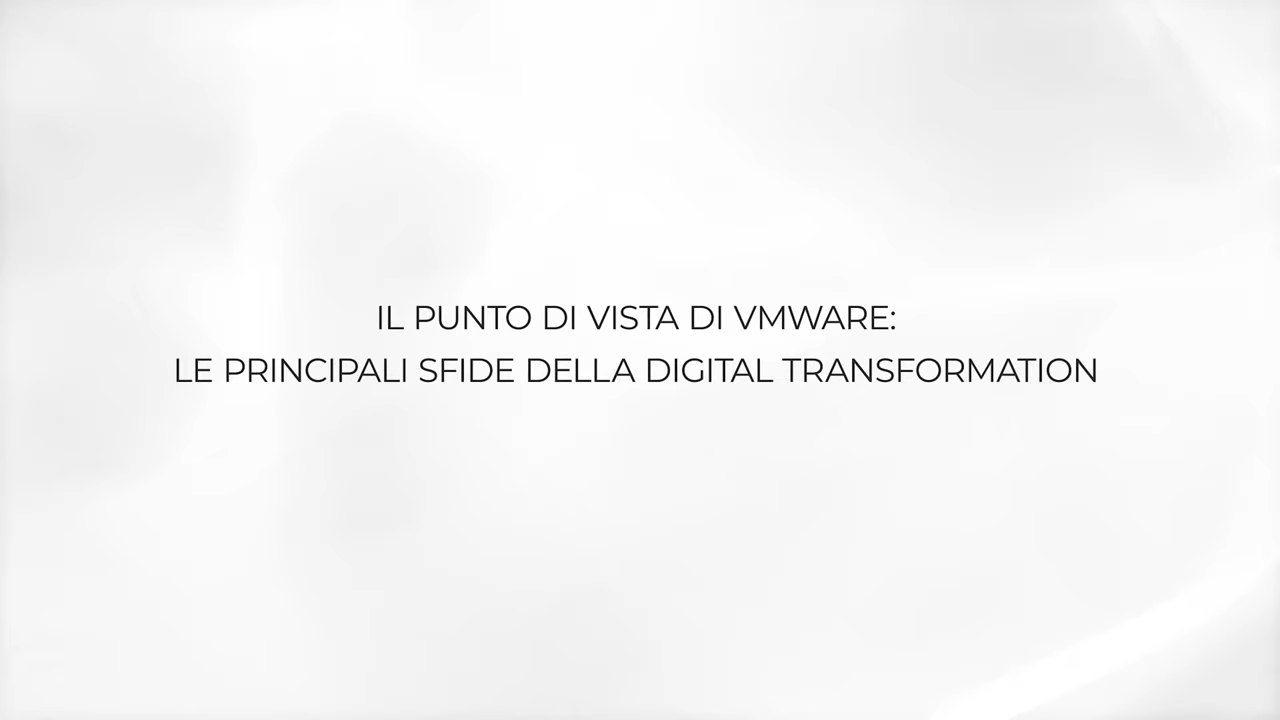 IL PUNTO DI VISTA DI VMWARE:
LE PRINCIPALI SFIDE DELLA DIGITAL TRANSFORMATION